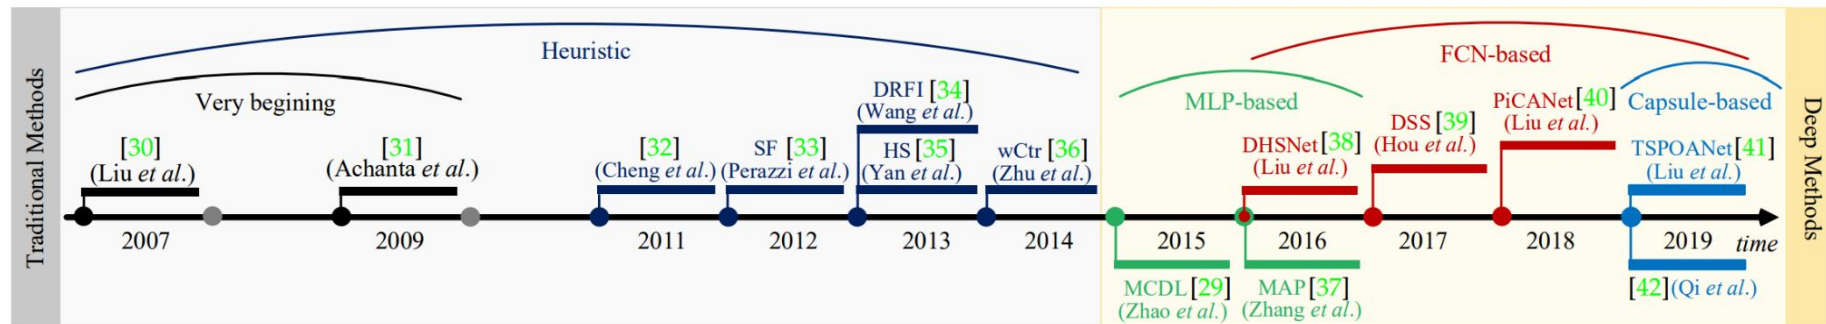 Traditional Methods
Heuristic
Very begining
[30]
(Liu et al.)
[31]
(Achanta et al.)
[32]
(Cheng et al.)
SF [33]
(Perazzi et al.)
DRFI [34]
(Wang et al.)
HS [35]
(Yan et al.)
wCtr [36]
(Zhu et al.)
MLP-based
FCN-based
DHSNet [38]
(Liu et al.)
DSS [39]
(Hou et al.)
PiCANet [40]
(Liu et al.)
Capsule-based
TSPOANet [41]
(Liu et al.)
2007
2009
2011
2012
2013
2014
2015
2016
2017
2018
2019
time
MCDL [29]
(Zhao et al.)
MAP [37]
(Zhang et al.)
[42] (Qi et al.)
Deep Methods